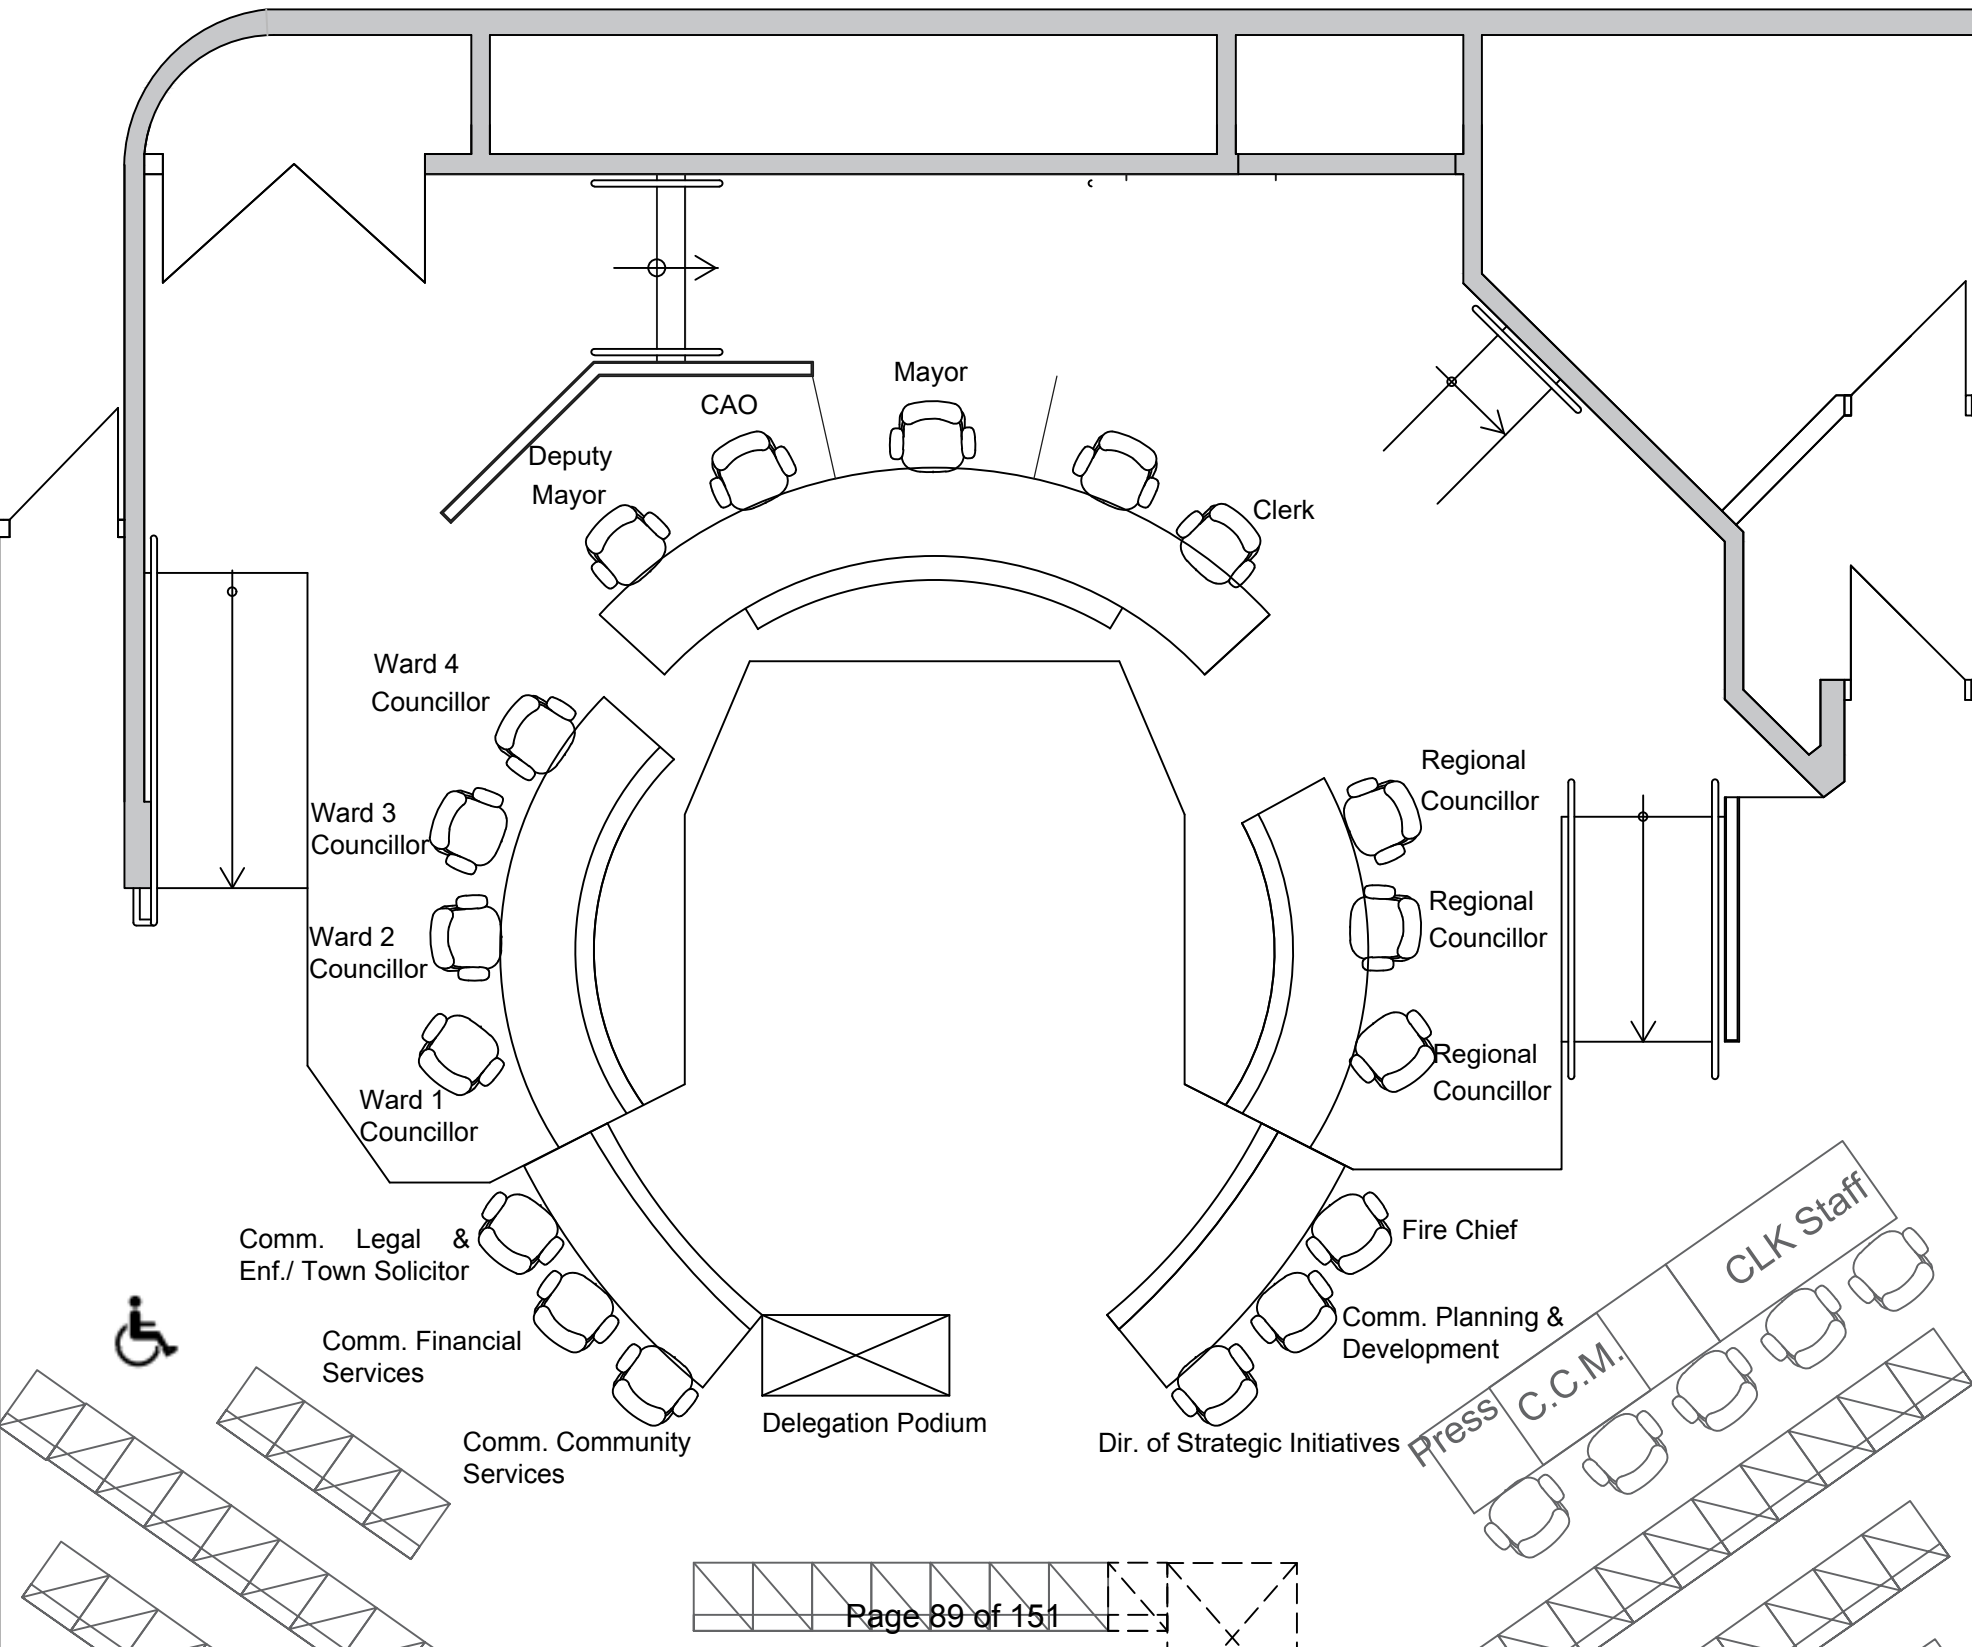 Mayor
CAO
Deputy
Mayor
Clerk
Ward 4
Councillor
Regional
Councillor
Ward 3
Councillor
Regional
Councillor
Ward 2
Councillor
Regional
Councillor
Ward 1
Councillor
CLK Staff
Fire Chief
Comm. Legal &
Enf./ Town Solicitor
Comm. Planning &
Development
Comm. Financial
Services
C.C.M.
Press
Delegation Podium
Comm. Community
Services
Dir. of Strategic Initiatives
Page 89 of 151